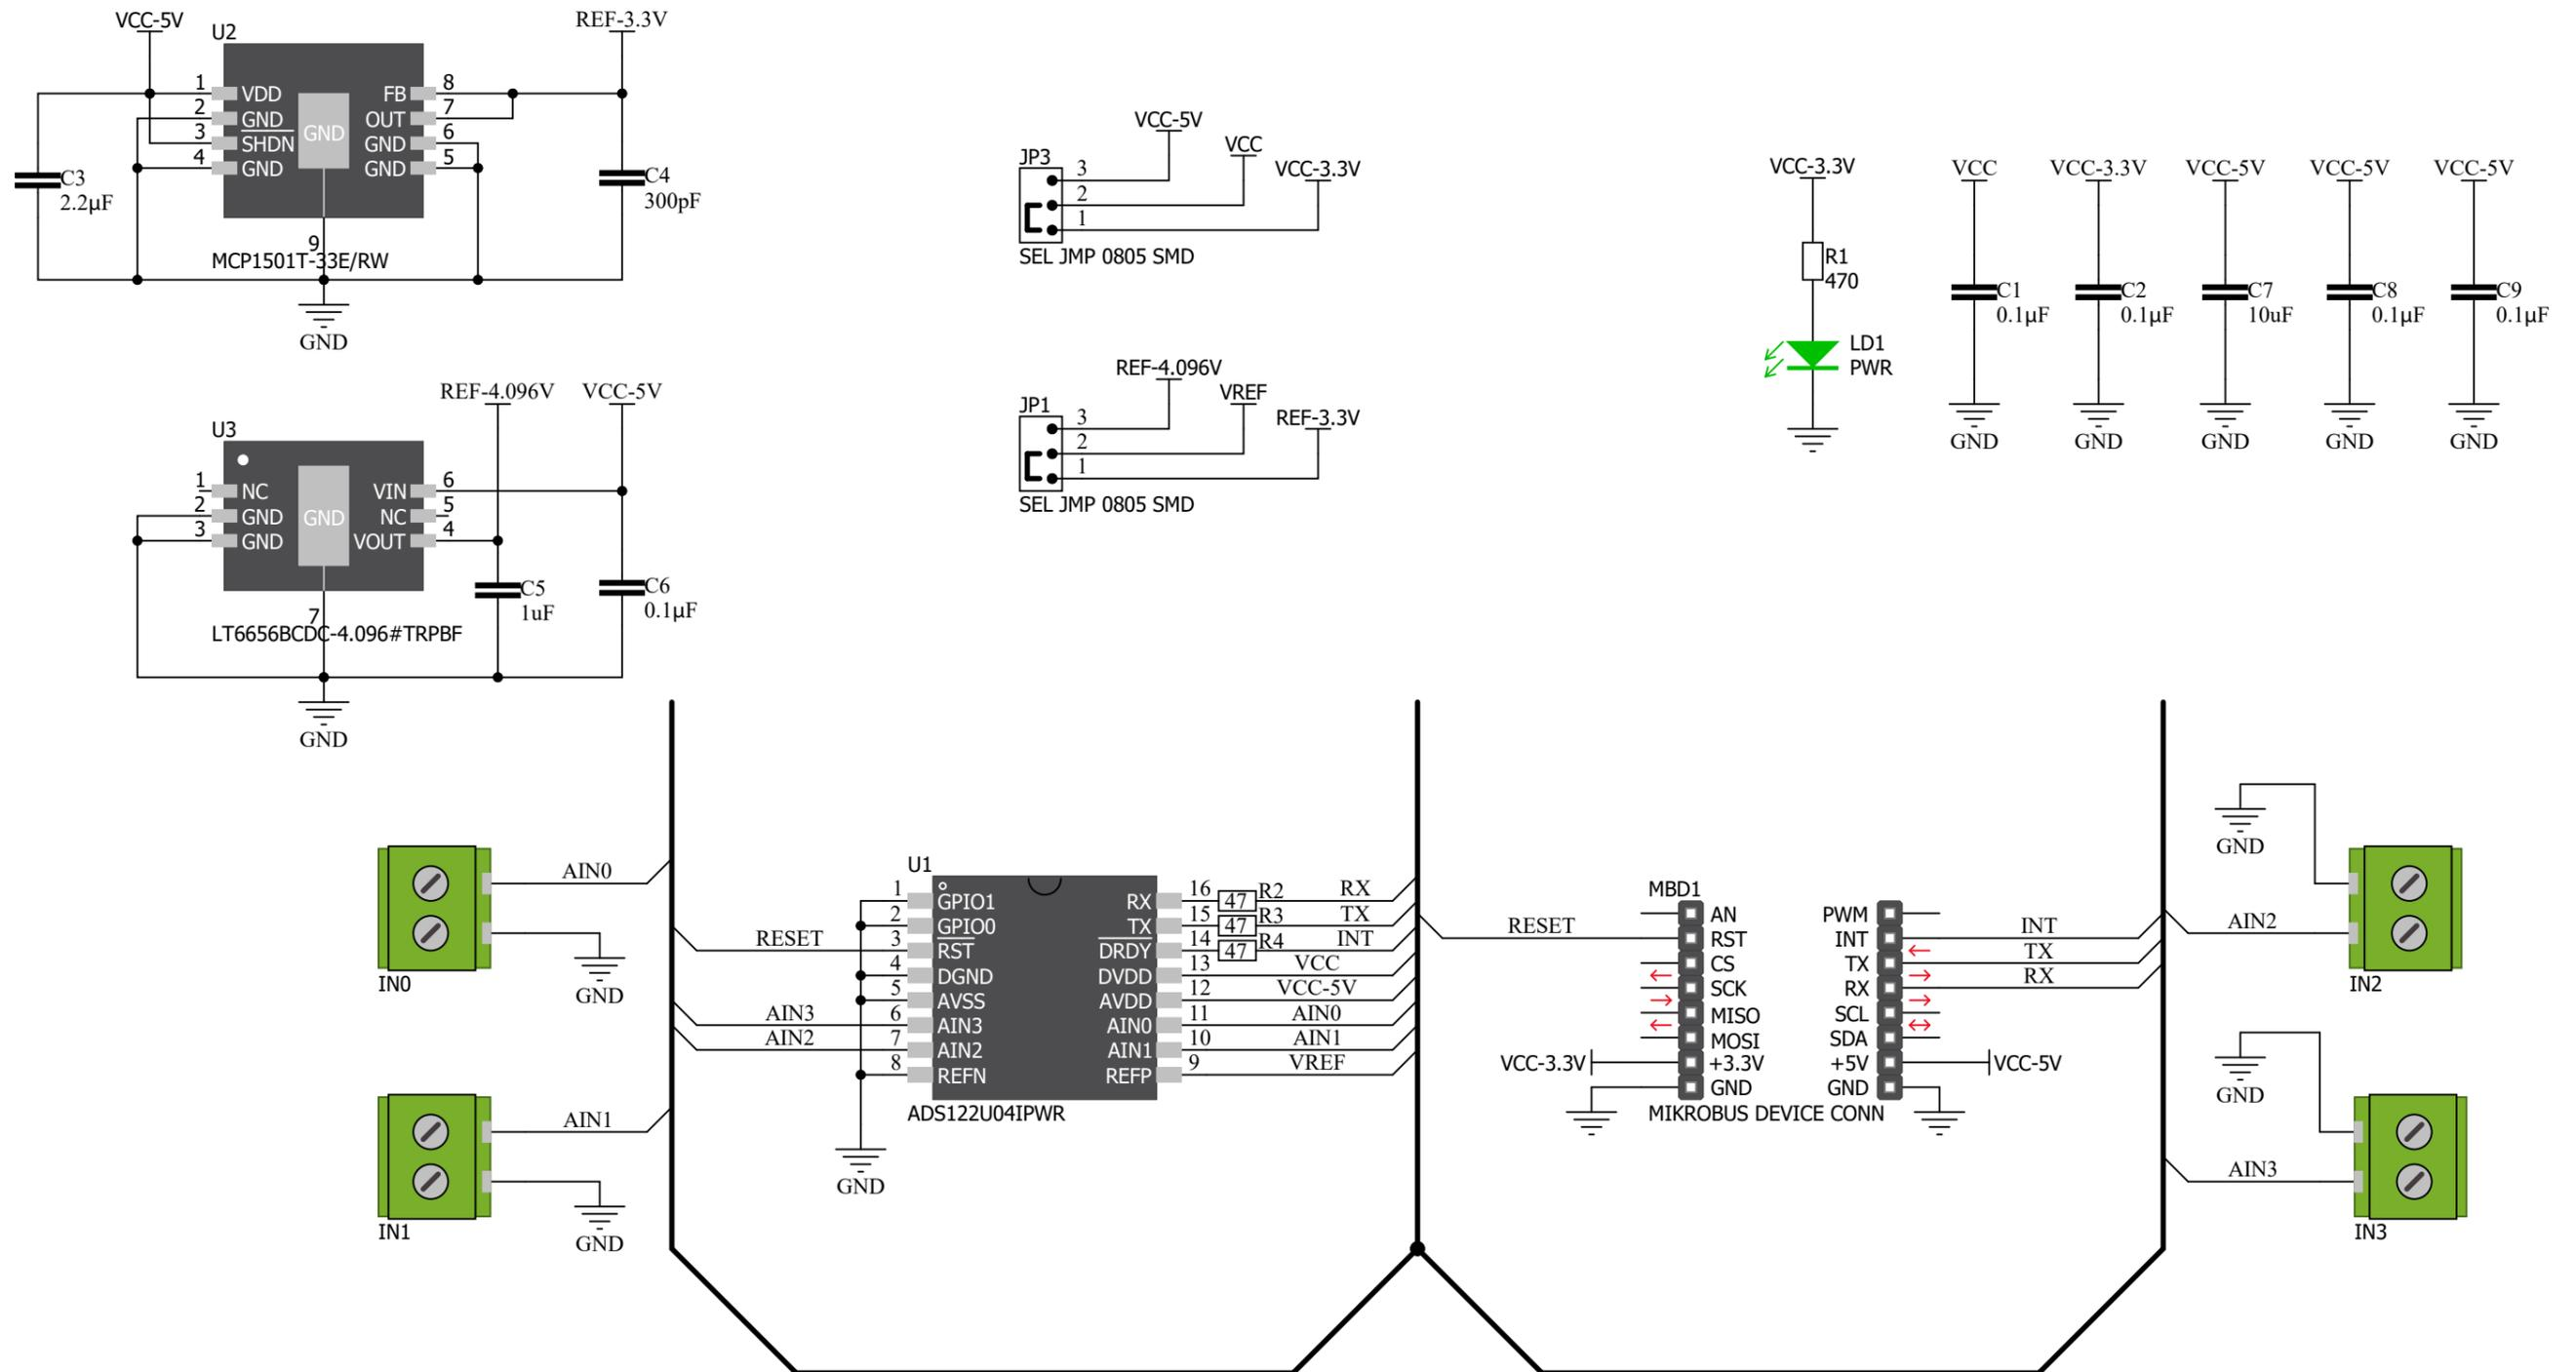 VCC-5V
REF-3.3V
U2
1 VDD
2 GND
3 SHDN
4 GND
GND
FB 8
OUT 7
GND 6
GND 5
C3
2.2µF
C4
300pF
9
MCP1501T-33E/RW
GND
REF-4.096V
VCC-5V
U3
1 NC
2 GND
3 GND
GND
VIN 6
NC 5
VOUT 4
C5
1uF
C6
0.1µF
7
LT6656BCDC-4.096#TRPBF
GND
VCC-5V
VCC
VCC-3.3V
JP3
3
2
1
SEL JMP 0805 SMD
REF-4.096V
VREF
REF-3.3V
JP1
3
2
1
SEL JMP 0805 SMD
VCC-3.3V
R1
470
LD1
PWR
VCC
C1
0.1µF
GND
VCC-3.3V
C2
0.1µF
GND
VCC-5V
C7
10uF
GND
VCC-5V
C8
0.1µF
GND
VCC-5V
C9
0.1µF
GND
AIN0
IN0
GND
AIN1
IN1
GND
U1
1 GPIO1
2 GPIO0
RESET 3 RST
4 DGND
5 AVSS
AIN3 6 AIN3
AIN2 7 AIN2
8 REFN
RX 16 47 R2 RX
TX 15 47 R3 TX
DRDY 14 47 R4 INT
DVDD 13 VCC
AVDD 12 VCC-5V
AIN0 11 AIN0
AIN1 10 AIN1
REFP 9 VREF
ADS122U04IPWR
GND
MBD1
AN
RESET RST
CS
SCK
MISO
MOSI
VCC-3.3V +3.3V
GND
PWM
INT INT
TX TX
RX RX
SCL
SDA
+5V VCC-5V
GND
MIKROBUS DEVICE CONN
GND
AIN2
IN2
GND
AIN3
IN3